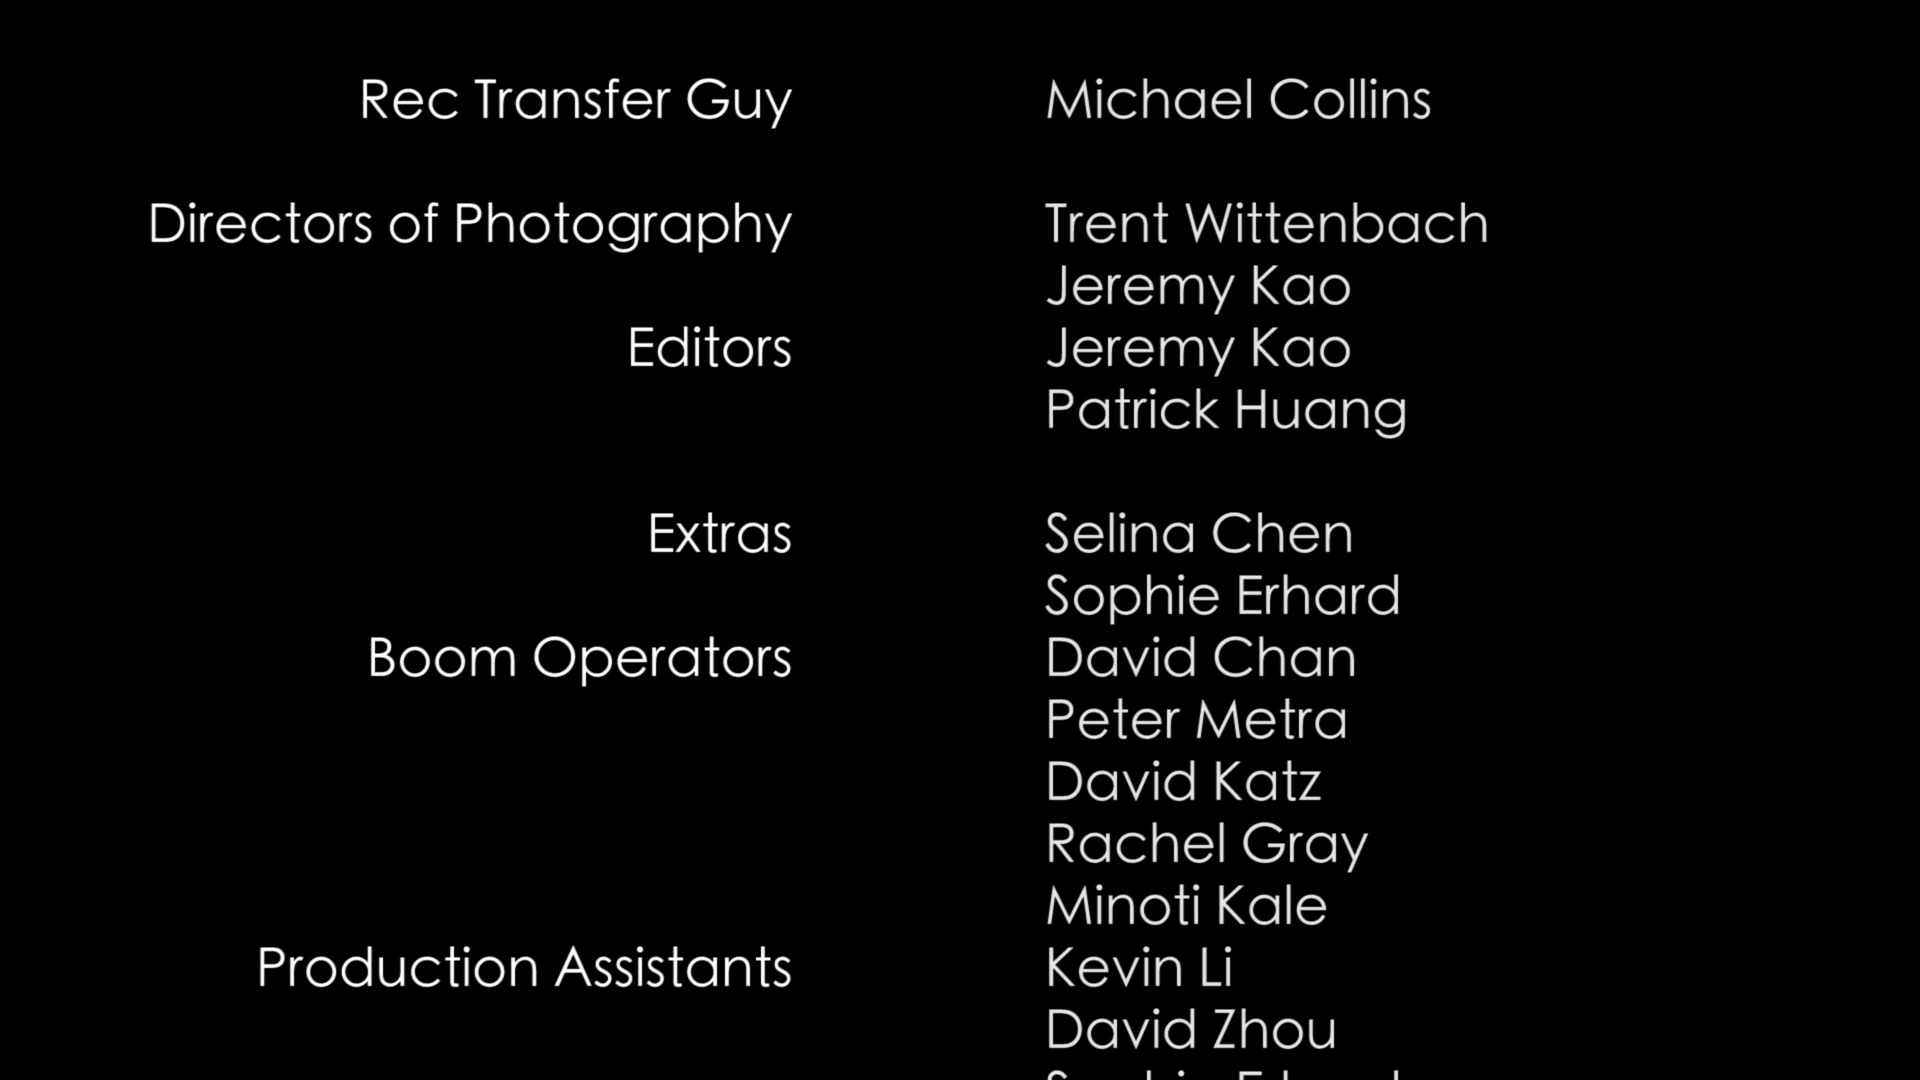 Rec Transfer Guy Michael Collins
Directors of Photography Trent Wittenbach
Jeremy Kao
Editors Jeremy Kao
Patrick Huang
Extras Selina Chen
Sophie Erhard
Boom Operators David Chan
Peter Metra
David Katz
Rachel Gray
Minoti Kale
Production Assistants Kevin Li
David Zhou